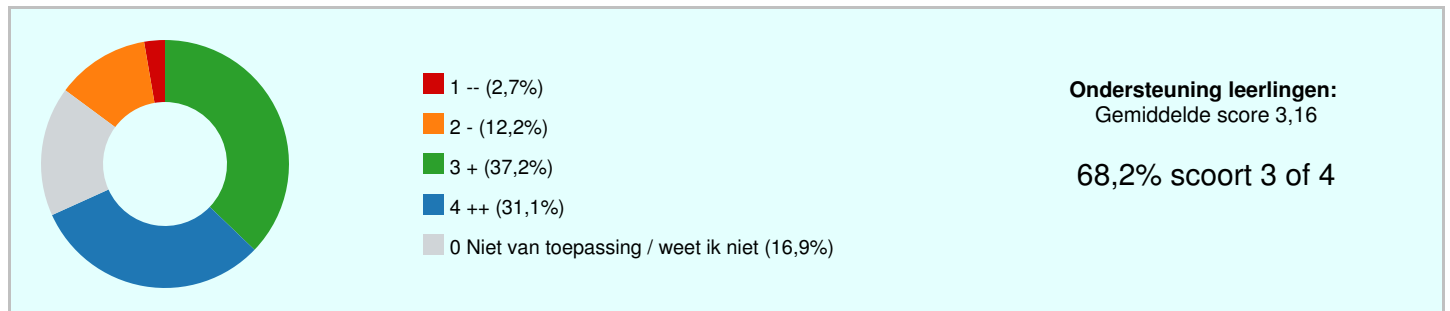 1 -- (2,7%)
2 - (12,2%)
3 + (37,2%)
4 ++ (31,1%)
0 Niet van toepassing / weet ik niet (16,9%)
Ondersteuning leerlingen:
Gemiddelde score 3,16
68,2% scoort 3 of 4